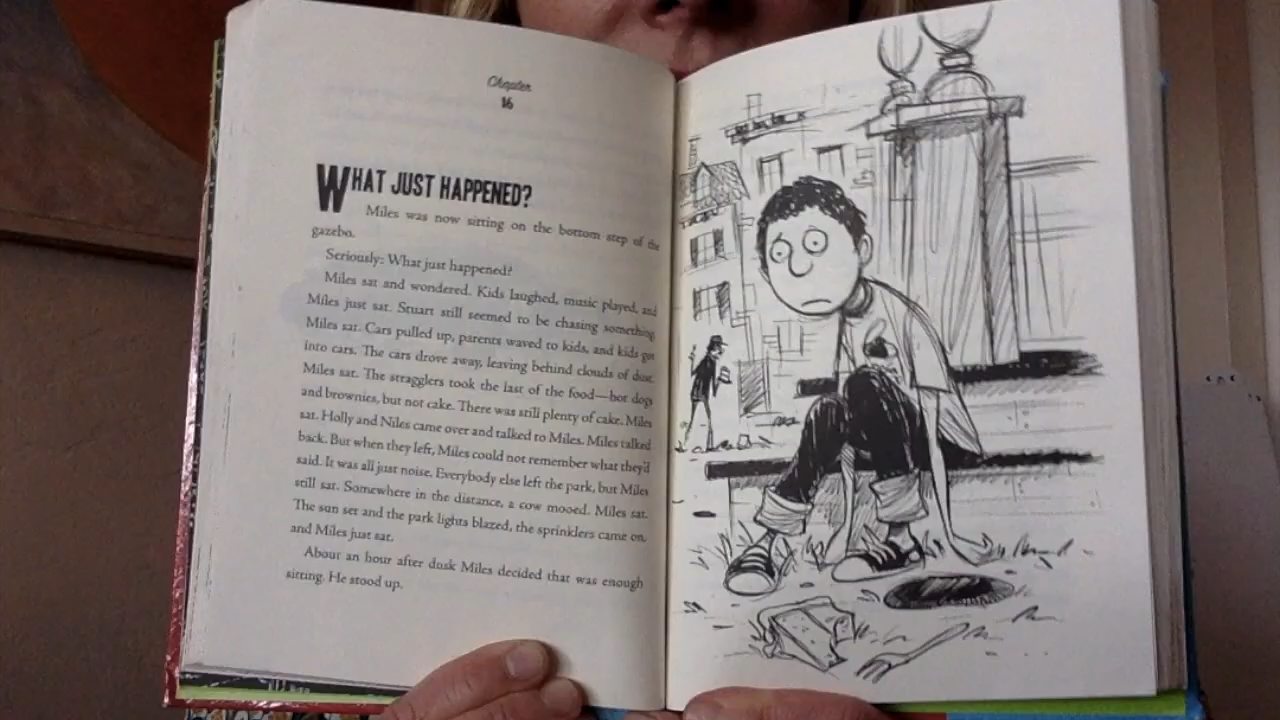 Chapter
16
WHAT JUST HAPPENED?
Miles was now sitting on the bottom step of the
gazebo.
Seriously: What just happened?
Miles sat and wondered. Kids laughed, music played, and
Miles just sat. Stuart still seemed to be chasing something.
Miles sat. Cars pulled up, parents waved to kids, and kids got
into cars. The cars drove away, leaving behind clouds of dust.
Miles sat. The stragglers took the last of the food—hot dogs
and brownies, but not cake. There was still plenty of cake. Miles
sat. Holly and Niles came over and talked to Miles. Miles talked
back. But when they left, Miles could not remember what they'd
said. It was all just noise. Everybody else left the park, but Miles
still sat. Somewhere in the distance, a cow mooed. Miles sat.
The sun set and the park lights blazed, the sprinklers came on,
and Miles just sat.
About an hour after dusk Miles decided that was enough
sitting. He stood up.